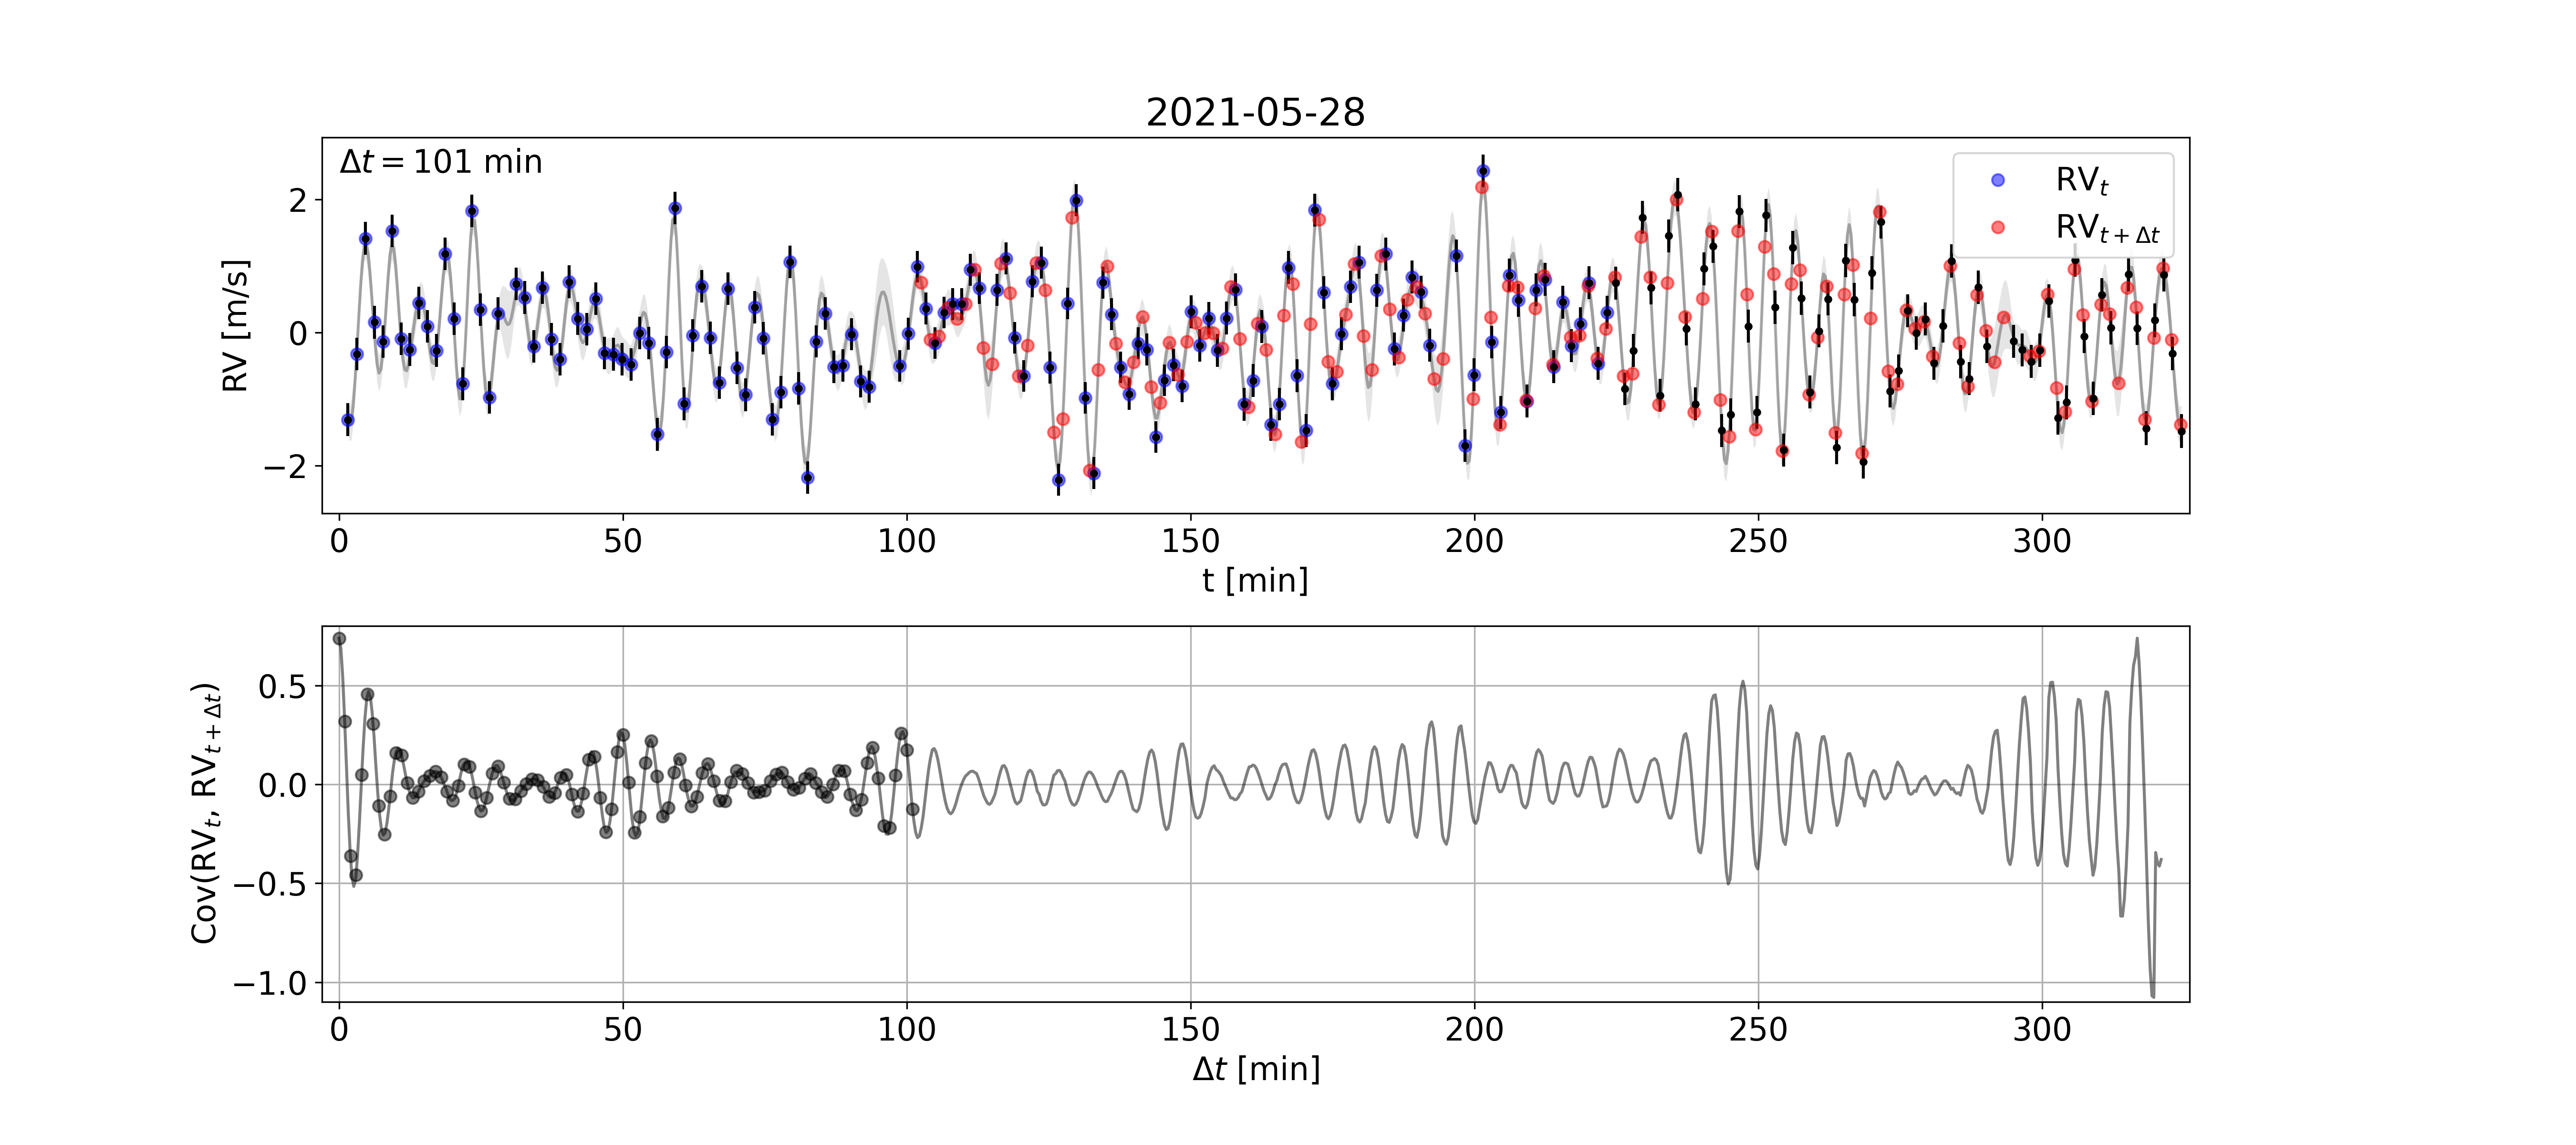 2021-05-28
Δt = 101 min
RV_t
RV_{t+Δt}
RV [m/s]
2
0
−2
0 50 100 150 200 250 300
t [min]
Cov(RV_t, RV_{t+Δt})
0.5
0.0
−0.5
−1.0
0 50 100 150 200 250 300
Δt [min]